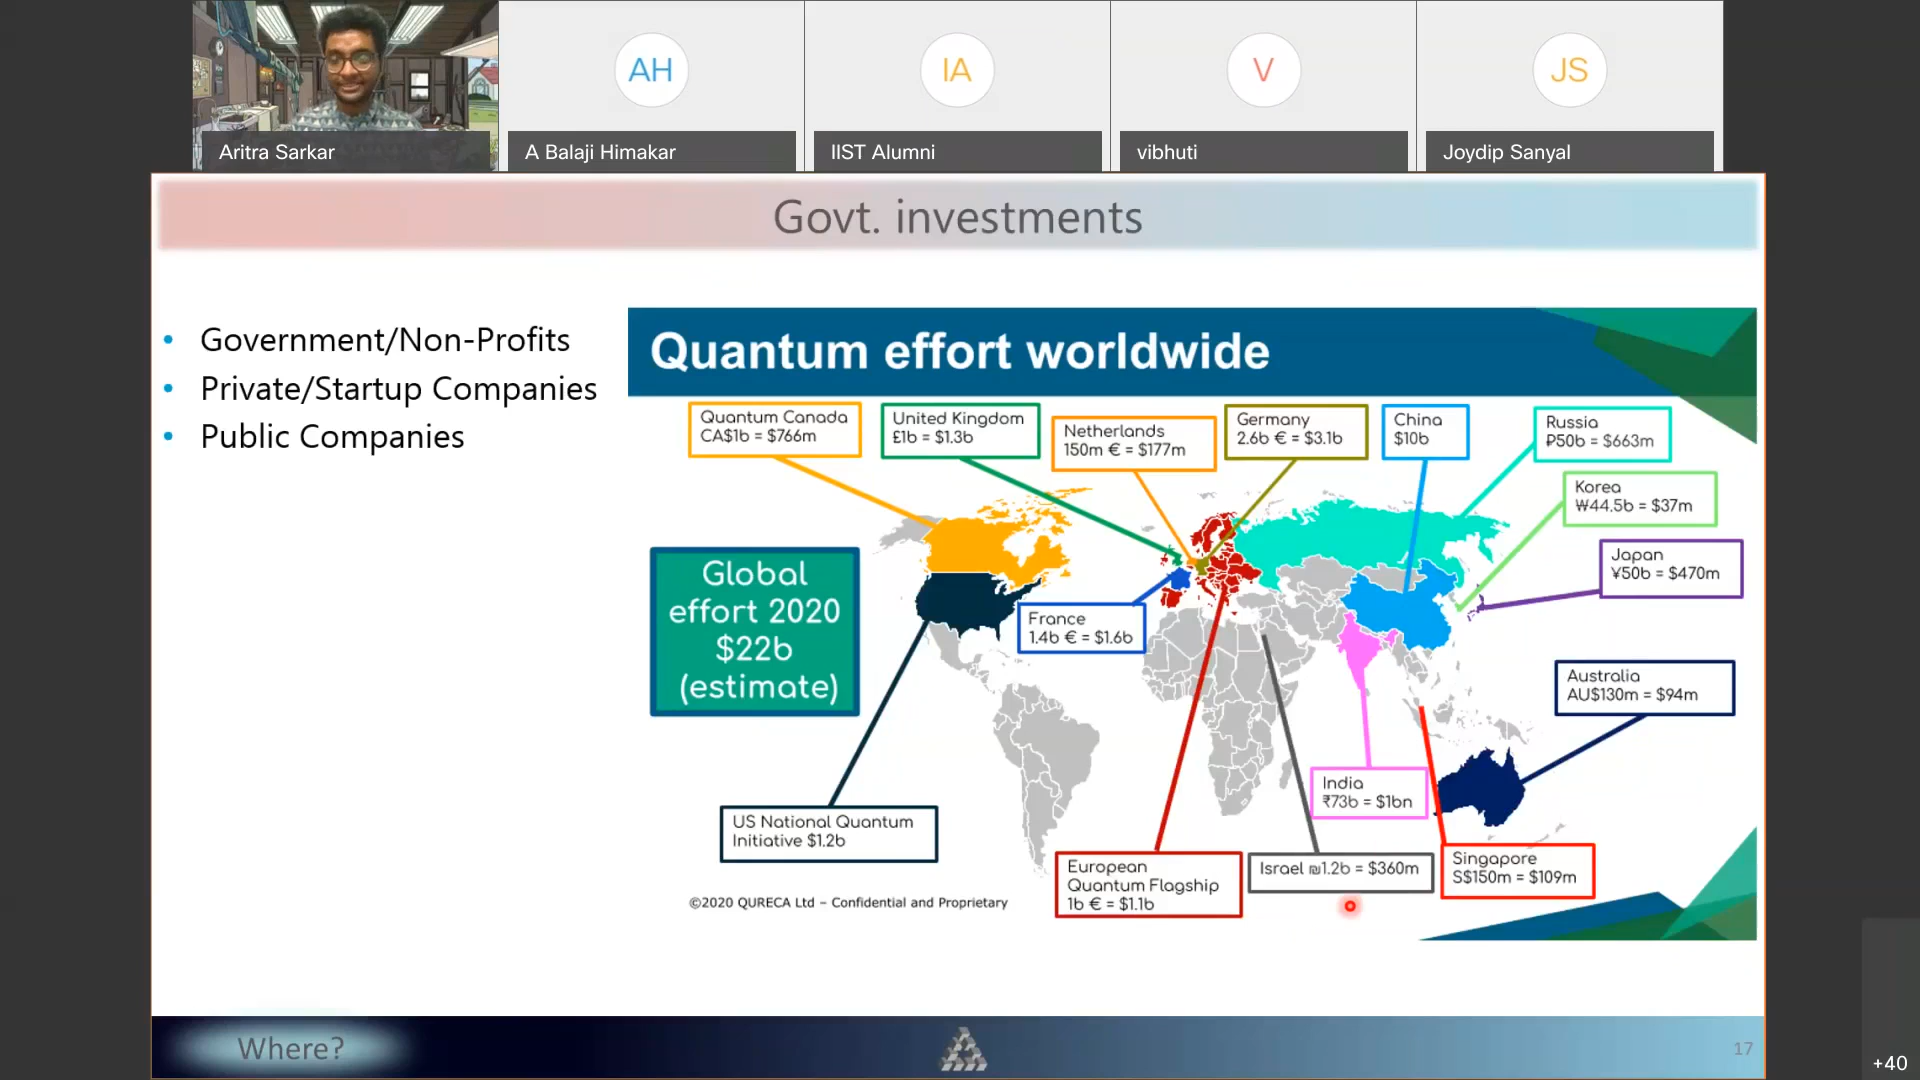 AH
IA
V
JS
Aritra Sarkar
A Balaji Himakar
IIST Alumni
vibhuti
Joydip Sanyal
Govt. investments
• Government/Non-Profits
• Private/Startup Companies
• Public Companies
Quantum effort worldwide
Quantum Canada
CA$1b = $766m
United Kingdom
£1b = $1.3b
Netherlands
150m € = $177m
Germany
2.6b € = $3.1b
China
$10b
Russia
₽50b = $663m
Korea
₩44.5b = $37m
Japan
¥50b = $470m
Global
effort 2020
$22b
(estimate)
France
1.4b € = $1.6b
Australia
AU$130m = $94m
India
₹73b = $1bn
US National Quantum
Initiative $1.2b
European
Quantum Flagship
1b € = $1.1b
Israel ₪1.2b = $360m
Singapore
S$150m = $109m
©2020 QURECA Ltd – Confidential and Proprietary
Where?
17
+40